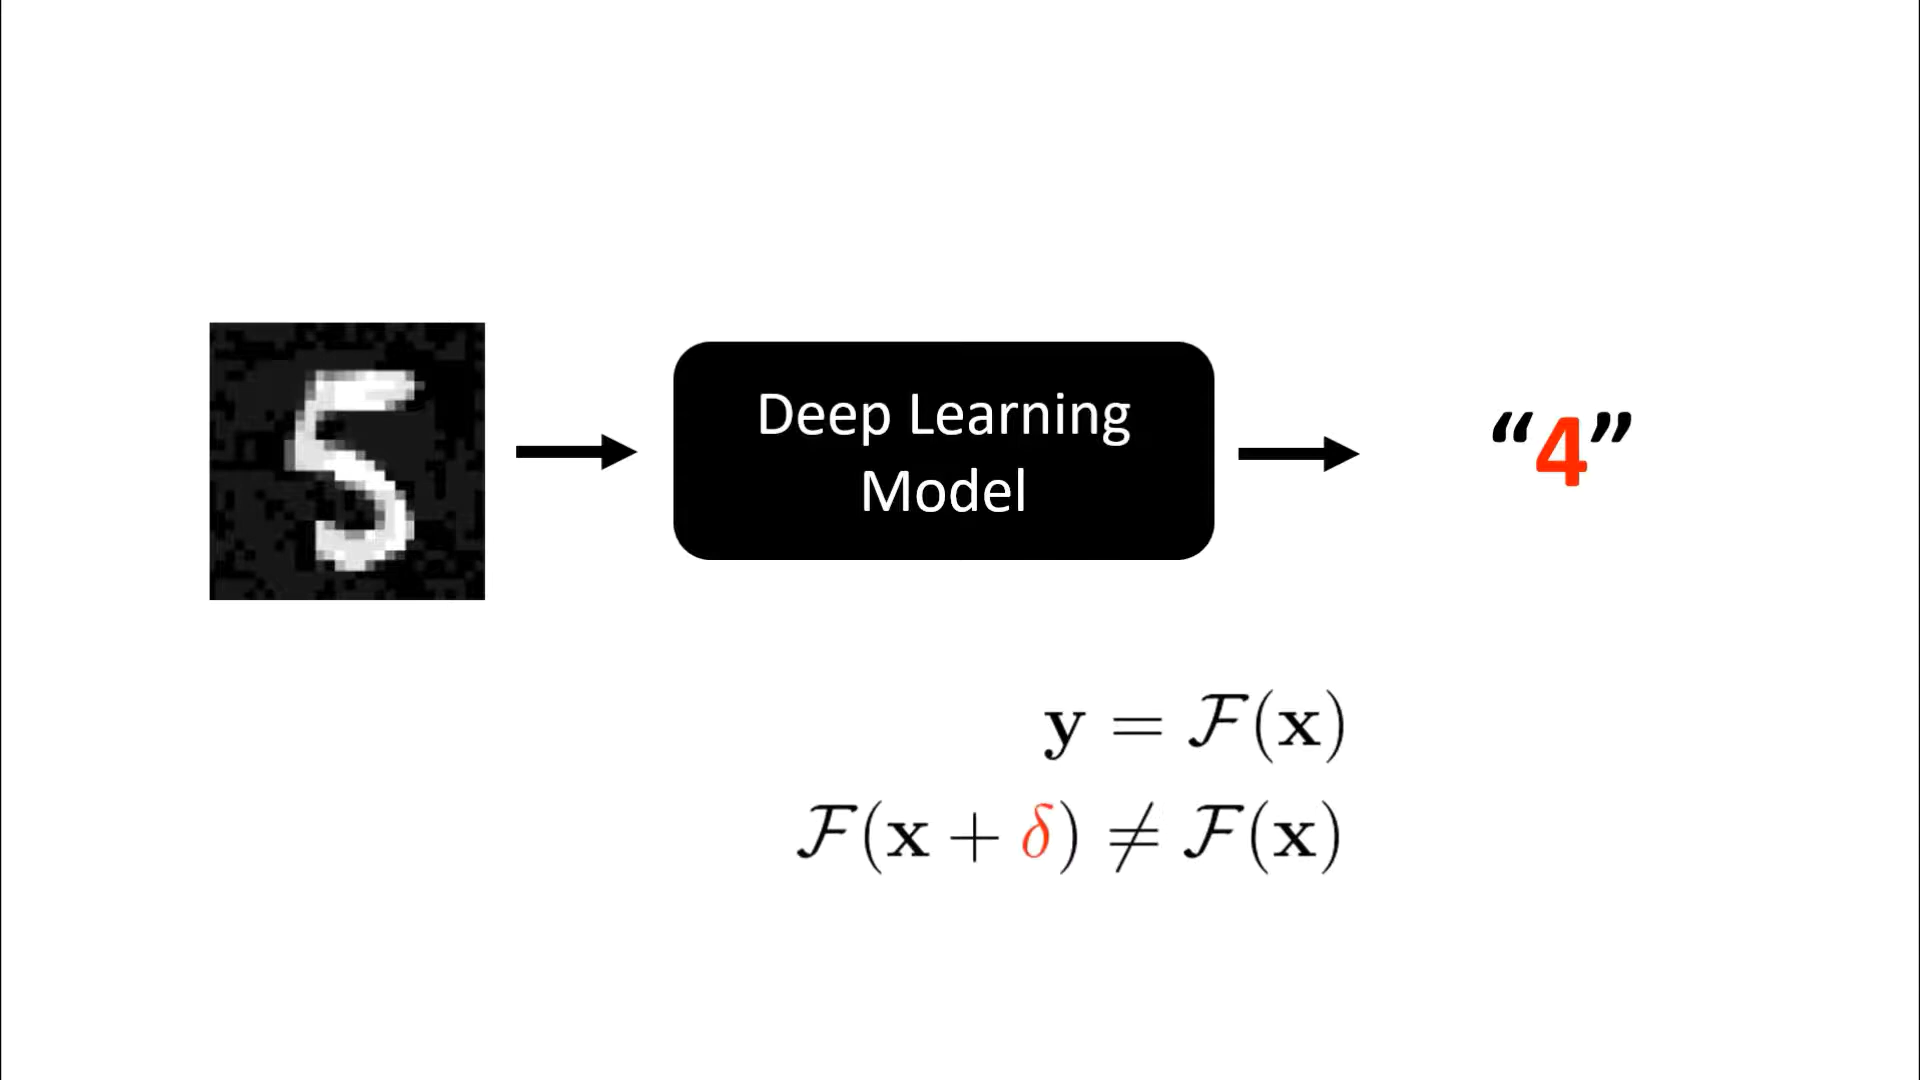 5
Deep Learning
Model
“4”
y = ℱ(x)
ℱ(x + δ) ≠ ℱ(x)